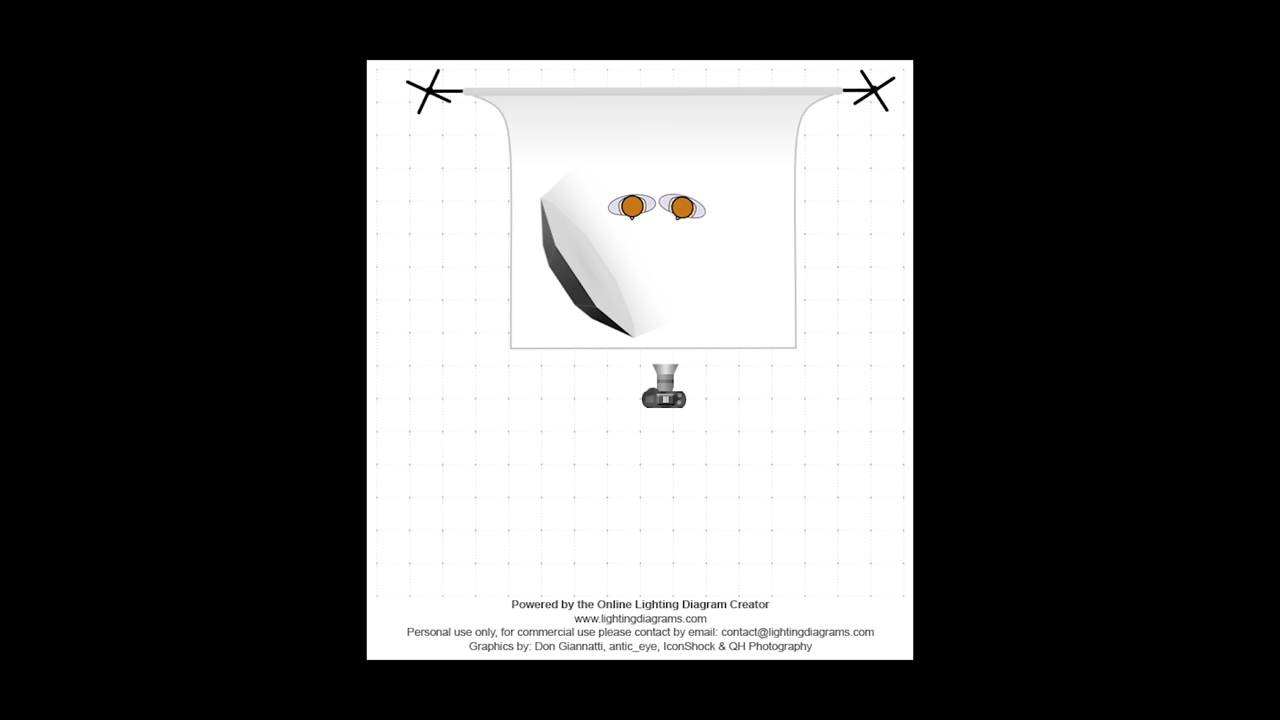 Powered by the Online Lighting Diagram Creator
www.lightingdiagrams.com
Personal use only, for commercial use please contact by email: contact@lightingdiagrams.com
Graphics by: Don Giannatti, antic_eye, IconShock & QH Photography